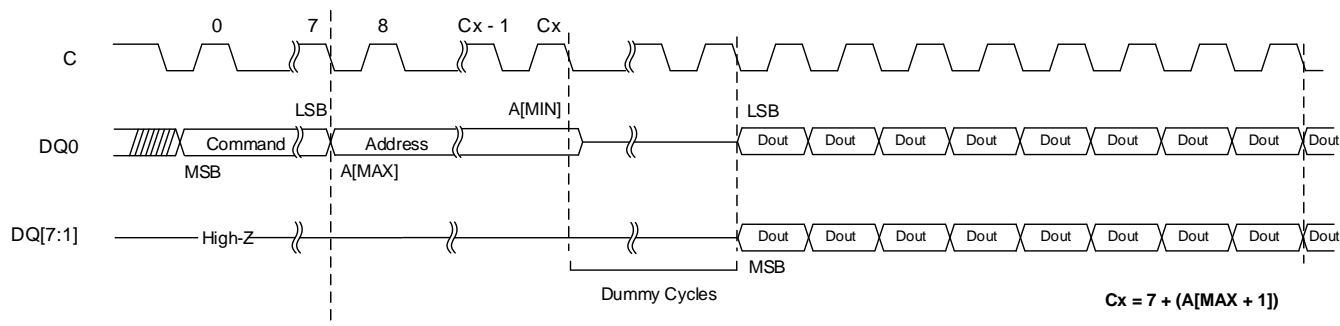 0 7 8 Cx - 1 Cx
C
LSB A[MIN] LSB
DQ0 Command Address Dout Dout Dout Dout Dout Dout Dout Dout Dout
MSB A[MAX]
DQ[7:1] High-Z Dout Dout Dout Dout Dout Dout Dout Dout Dout
MSB
Dummy Cycles
Cx = 7 + (A[MAX + 1])